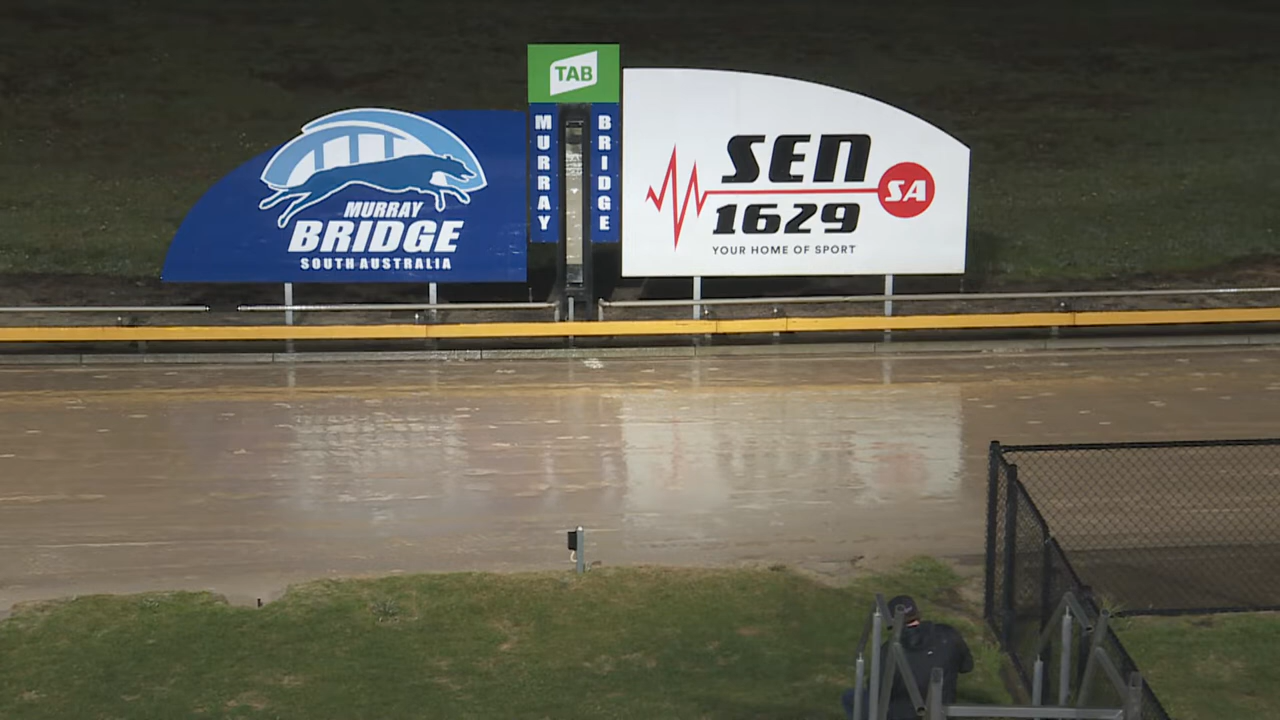 TAB
MURRAY
BRIDGE
MURRAY
BRIDGE
SOUTH AUSTRALIA
SEN
SA
1629
YOUR HOME OF SPORT